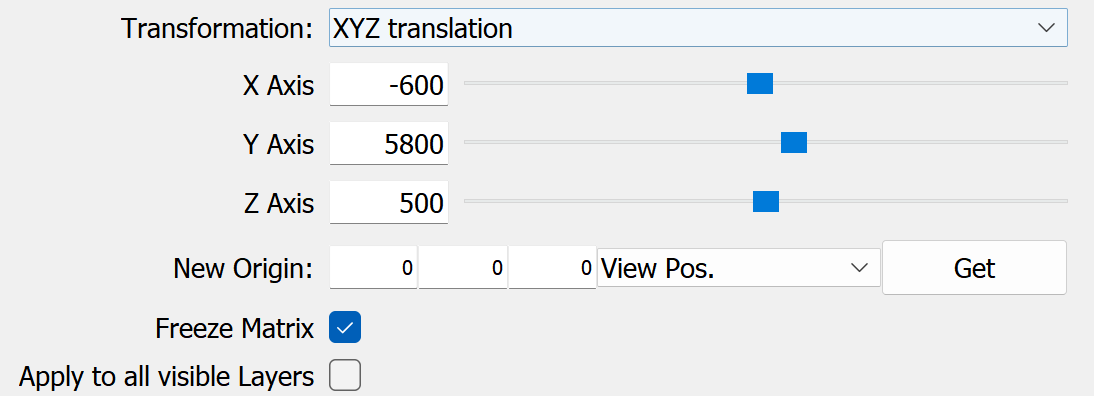 Transformation: XYZ translation
X Axis -600
Y Axis 5800
Z Axis 500
New Origin: 0 0 0 View Pos. Get
Freeze Matrix
Apply to all visible Layers